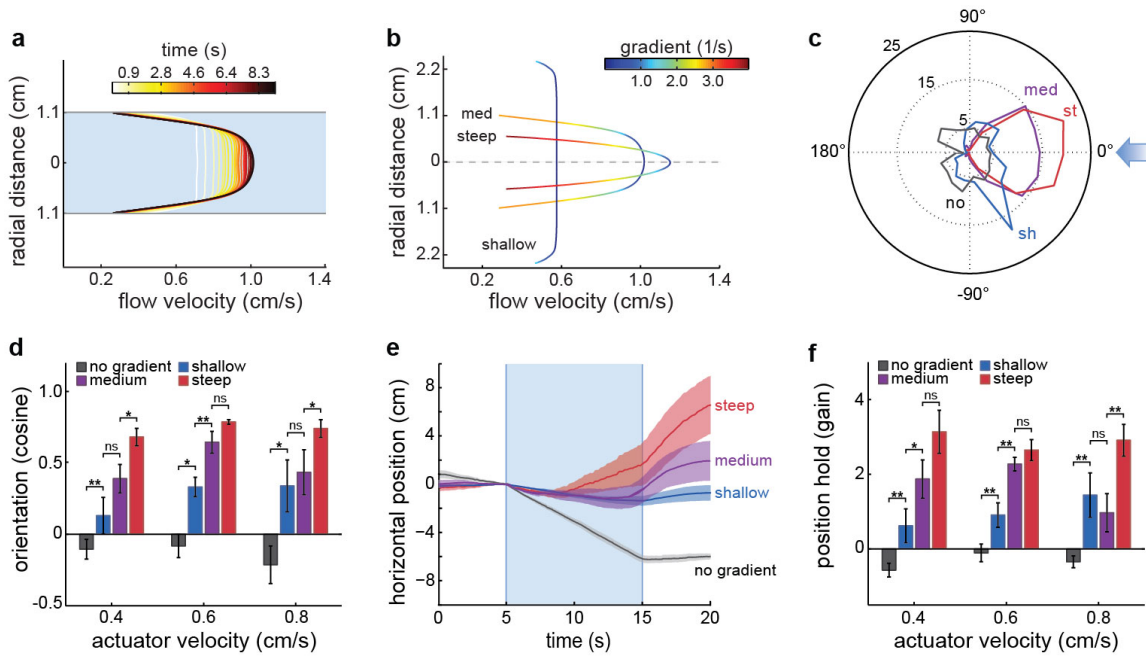 a
time (s)
0.9 2.8 4.6 6.4 8.3
radial distance (cm)
1.1
0
1.1
0.2 0.6 1.0 1.4
flow velocity (cm/s)
b
gradient (1/s)
1.0 3.0
radial distance (cm)
2.2
1.1
0
1.1
2.2
med
steep
shallow
0.2 0.6 1.0 1.4
flow velocity (cm/s)
c
90°
25
15
5
med
st
180°
0°
no
sh
-90°
d
no gradient shallow
medium steep
orientation (cosine)
1.0
0.5
0
-0.5
** ns *
* ** ns
* ns *
0.4 0.6 0.8
actuator velocity (cm/s)
e
horizontal position (cm)
8
4
0
−4
−8
steep
medium
shallow
no gradient
0 5 10 15 20
time (s)
f
no gradient shallow
medium steep
position hold (gain)
4
2
0
** * ns
** ** ns
** ns **
0.4 0.6 0.8
actuator velocity (cm/s)